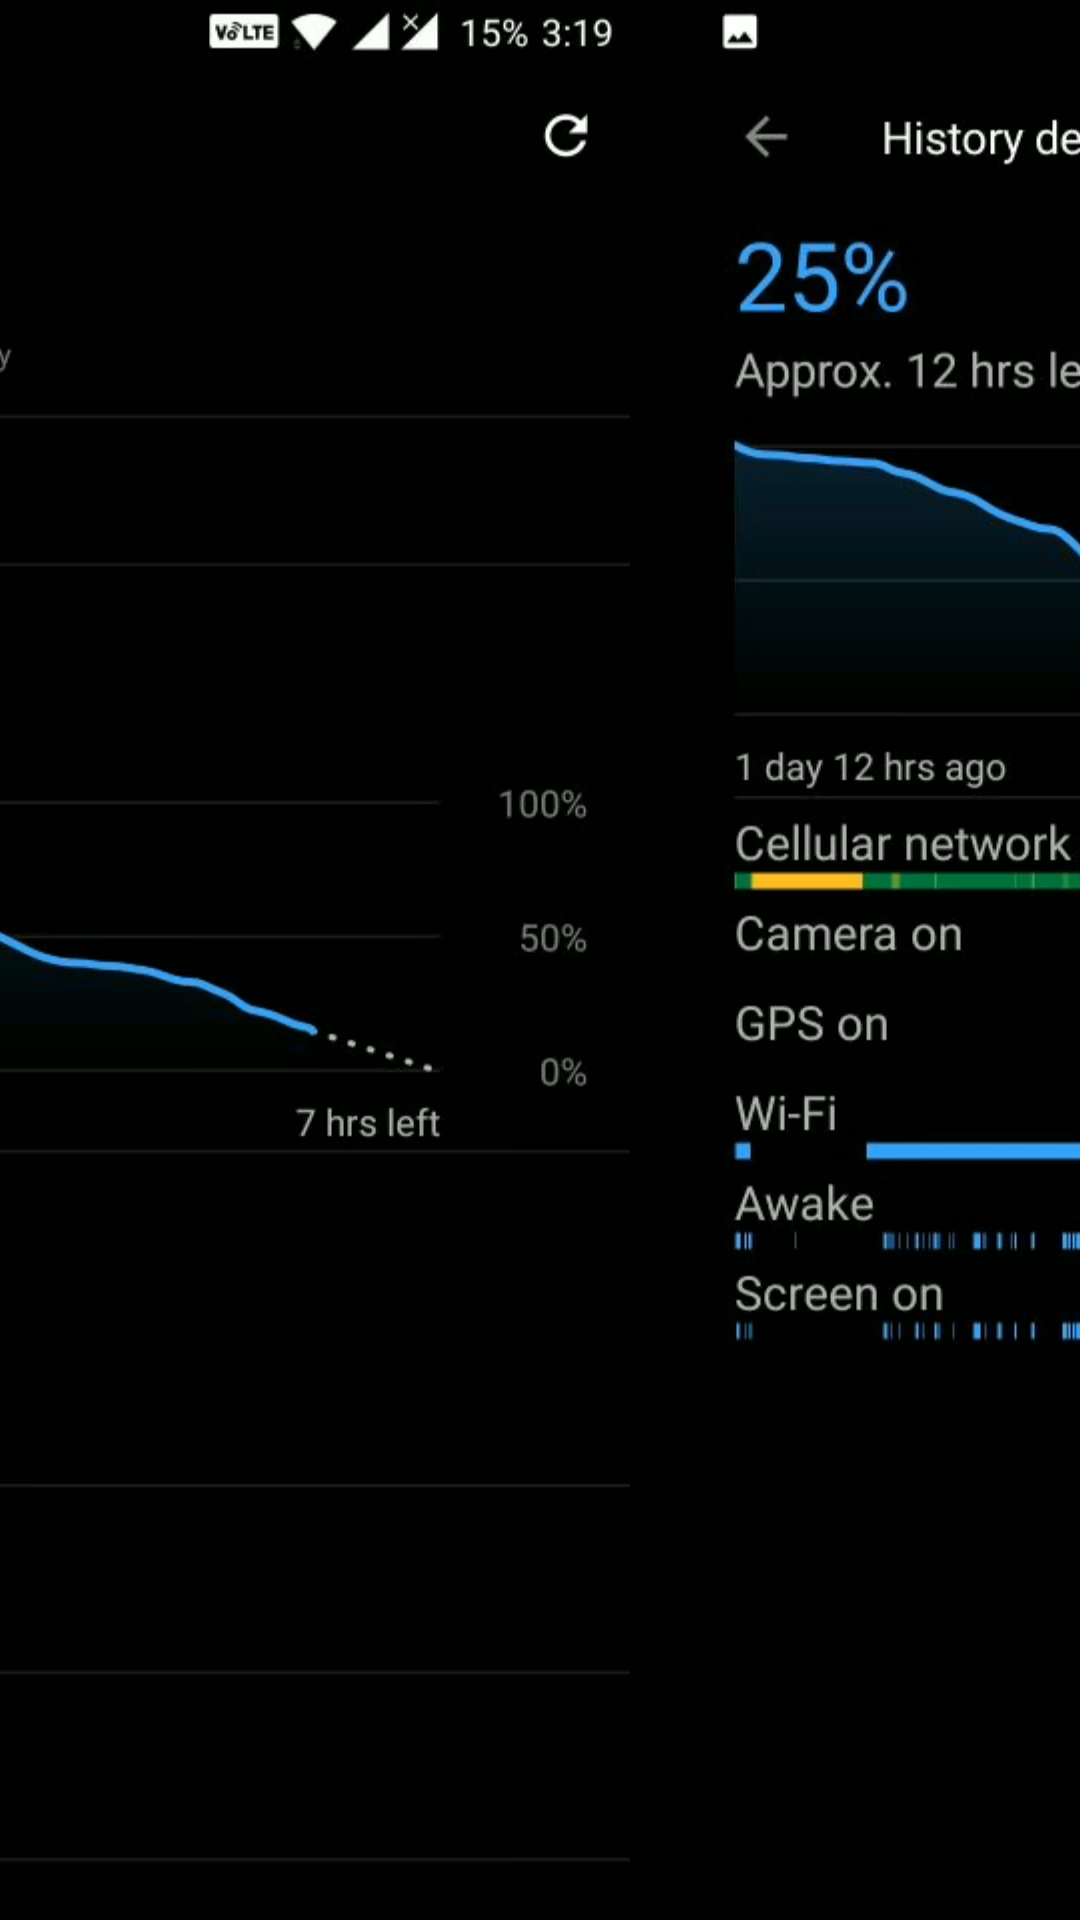 VoLTE 15% 3:19
y
100%
50%
0%
7 hrs left
History de
25%
Approx. 12 hrs le
1 day 12 hrs ago
Cellular network
Camera on
GPS on
Wi-Fi
Awake
Screen on